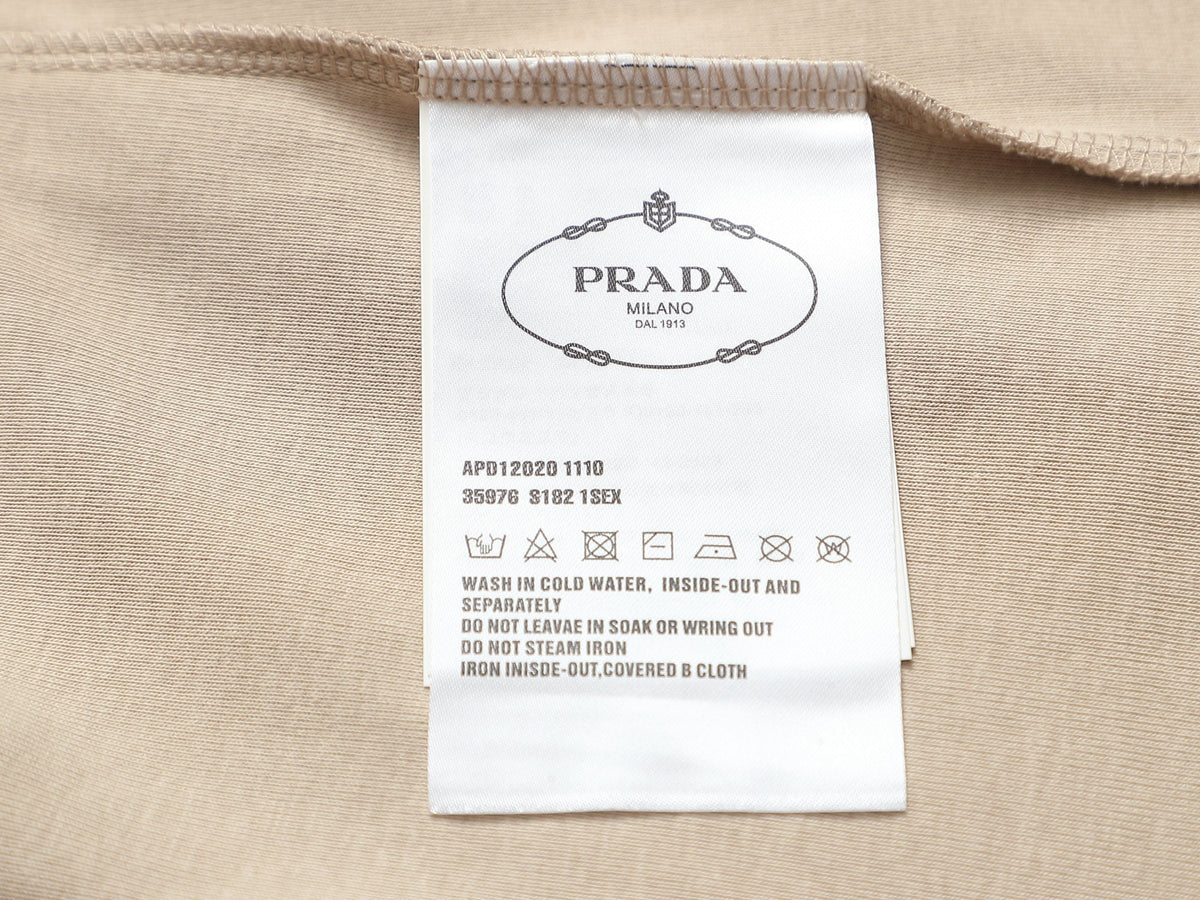 PRADA
MiLANO
DAL 1913
APD12020 1110
35976 S182 1SEX
WASH IN COLD WATER, INSIDE-OUT AND
SEPARATELY
DO NOT LEAVAE IN SOAK OR WRING OUT
DO NOT STEAM IRON
IRON INISDE-OUT,COVERED B CLOTH